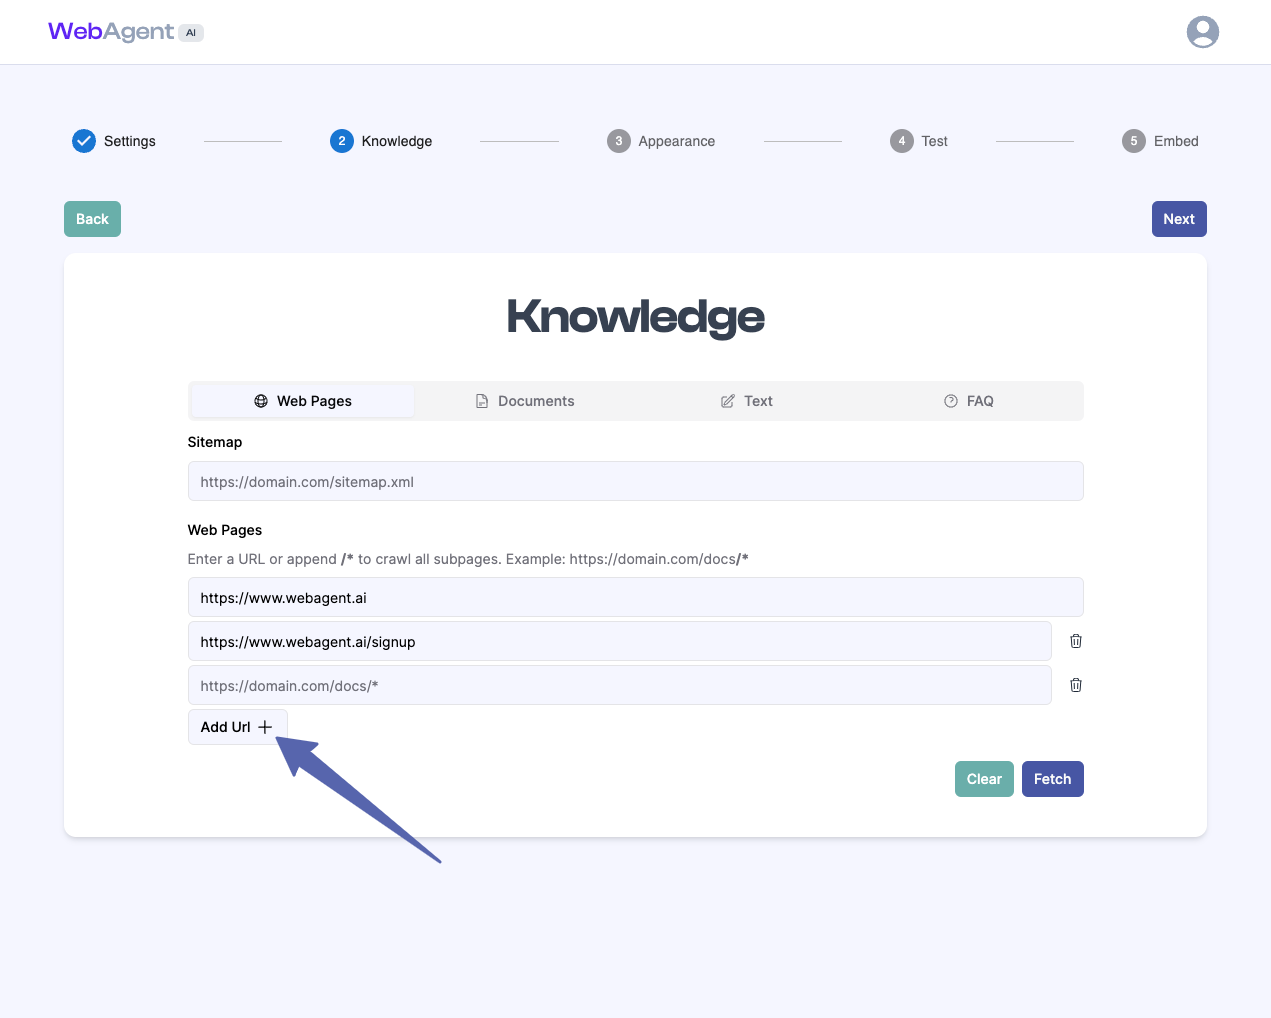 WebAgent AI
Settings 2 Knowledge 3 Appearance 4 Test 5 Embed
Back Next
Knowledge
Web Pages Documents Text FAQ
Sitemap
https://domain.com/sitemap.xml
Web Pages
Enter a URL or append /* to crawl all subpages. Example: https://domain.com/docs/*
https://www.webagent.ai
https://www.webagent.ai/signup
https://domain.com/docs/*
Add Url
Clear Fetch